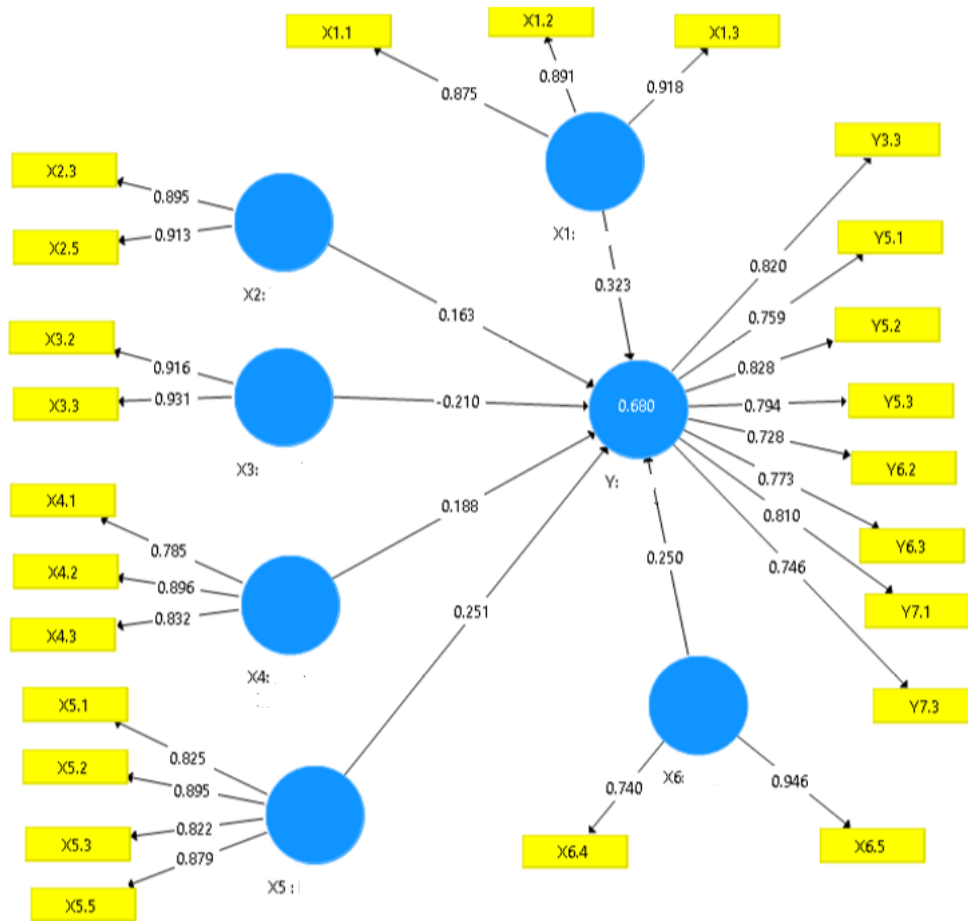 X1.1
X1.2
X1.3
0.875
0.891
0.918
X1:
0.323
X2.3
X2.5
0.895
0.913
X2:
0.163
X3.2
X3.3
0.916
0.931
X3:
-0.210
X4.1
X4.2
X4.3
0.785
0.896
0.832
X4:
0.188
X5.1
X5.2
X5.3
X5.5
0.825
0.895
0.822
0.879
X5 :
0.251
0.680
Y:
Y3.3
Y5.1
Y5.2
Y5.3
Y6.2
Y6.3
Y7.1
Y7.3
0.820
0.759
0.828
0.794
0.728
0.773
0.810
0.746
0.250
X6:
0.740
0.946
X6.4
X6.5